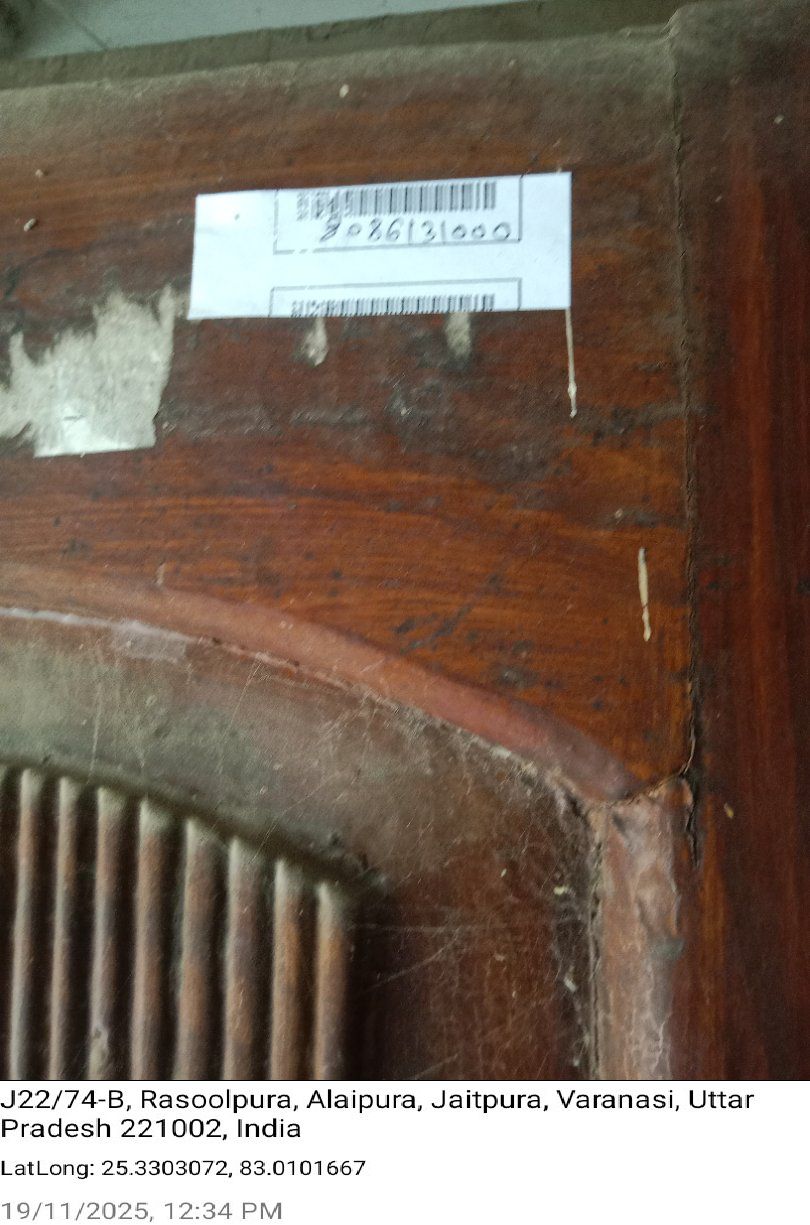 86131000
J22/74-B, Rasoolpura, Alaipura, Jaitpura, Varanasi, Uttar
Pradesh 221002, India
LatLong: 25.3303072, 83.0101667
19/11/2025, 12:34 PM